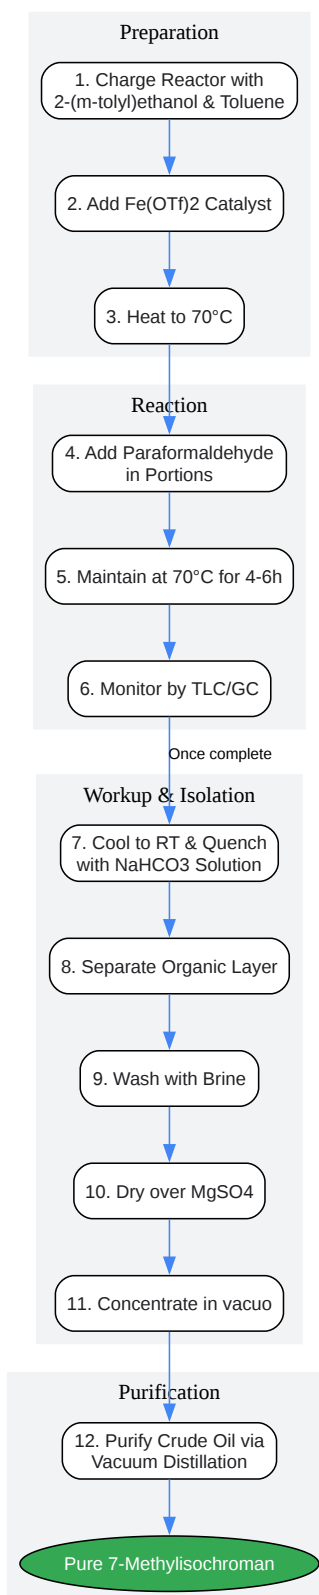 Preparation
1. Charge Reactor with
2-(m-tolyl)ethanol & Toluene
2. Add Fe(OTf)2 Catalyst
3. Heat to 70°C
Reaction
4. Add Paraformaldehyde
in Portions
5. Maintain at 70°C for 4-6h
6. Monitor by TLC/GC
Once complete
Workup & Isolation
7. Cool to RT & Quench
with NaHCO3 Solution
8. Separate Organic Layer
9. Wash with Brine
10. Dry over MgSO4
11. Concentrate in vacuo
Purification
12. Purify Crude Oil via
Vacuum Distillation
Pure 7-Methylisochroman